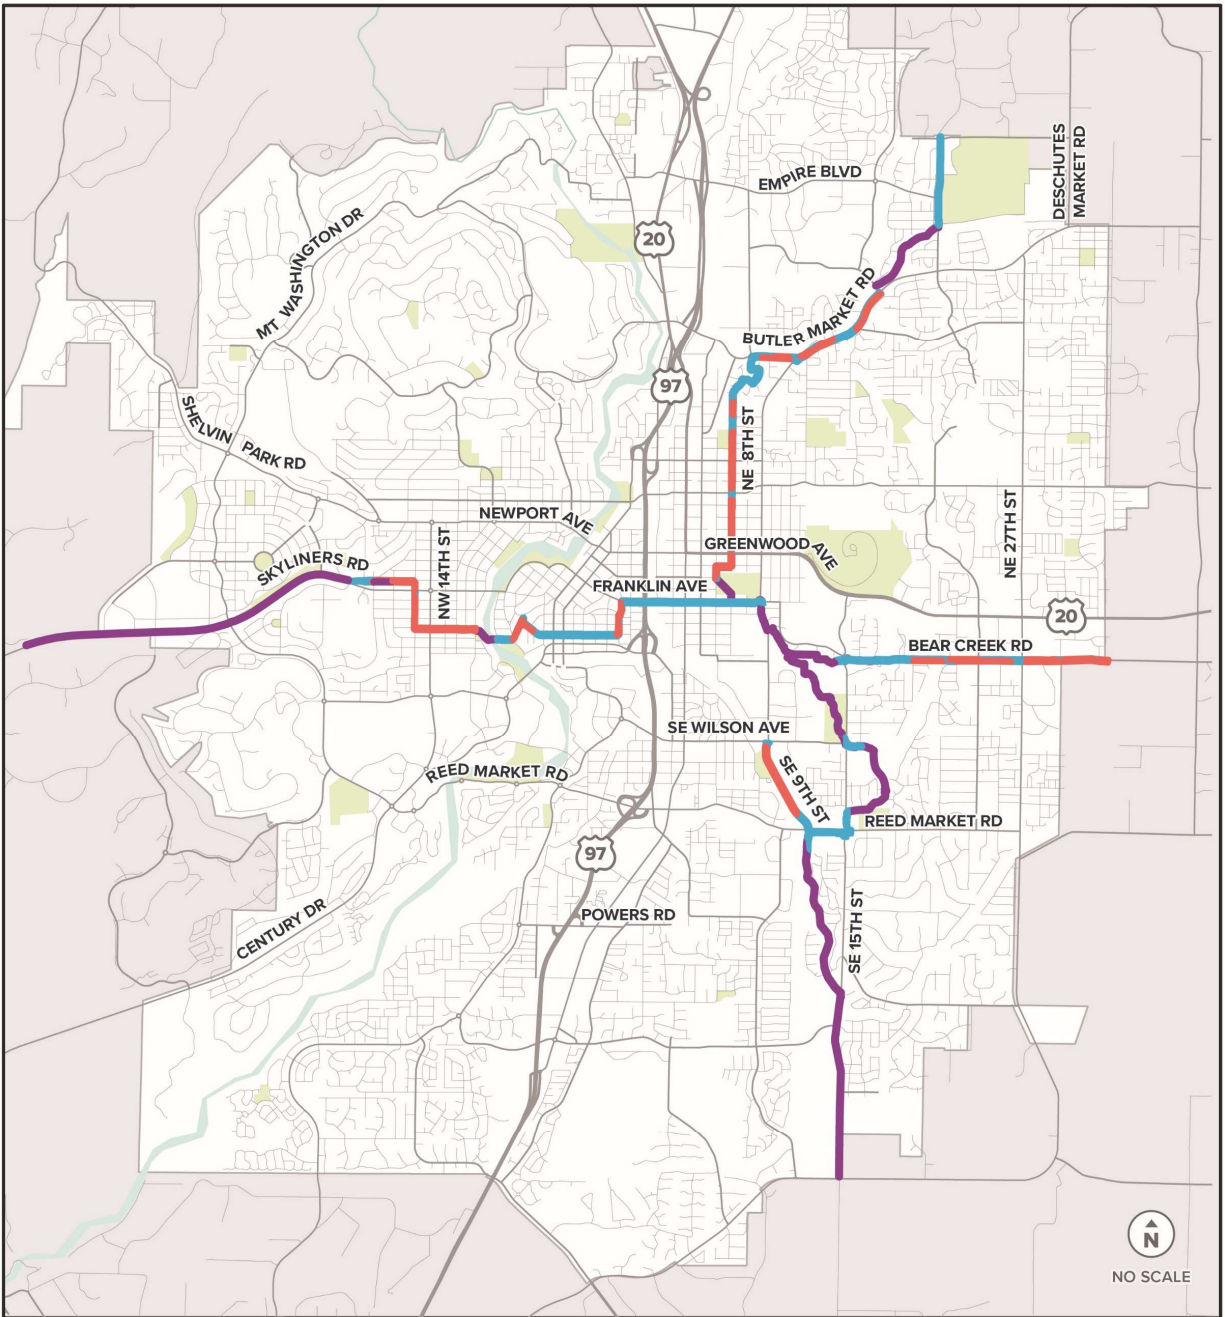 DESCHUTES
MARKET RD
EMPIRE BLVD
MT WASHINGTON DR
20
BUTLER MARKET RD
97
SHELVIN PARK RD
NE 8TH ST
NEWPORT AVE
NE 27TH ST
NW 14TH ST
GREENWOOD AVE
SKYLINERS RD
FRANKLIN AVE
20
BEAR CREEK RD
SE WILSON AVE
REED MARKET RD
SE 9TH ST
REED MARKET RD
97
CENTURY DR
POWERS RD
SE 15TH ST
N
NO SCALE